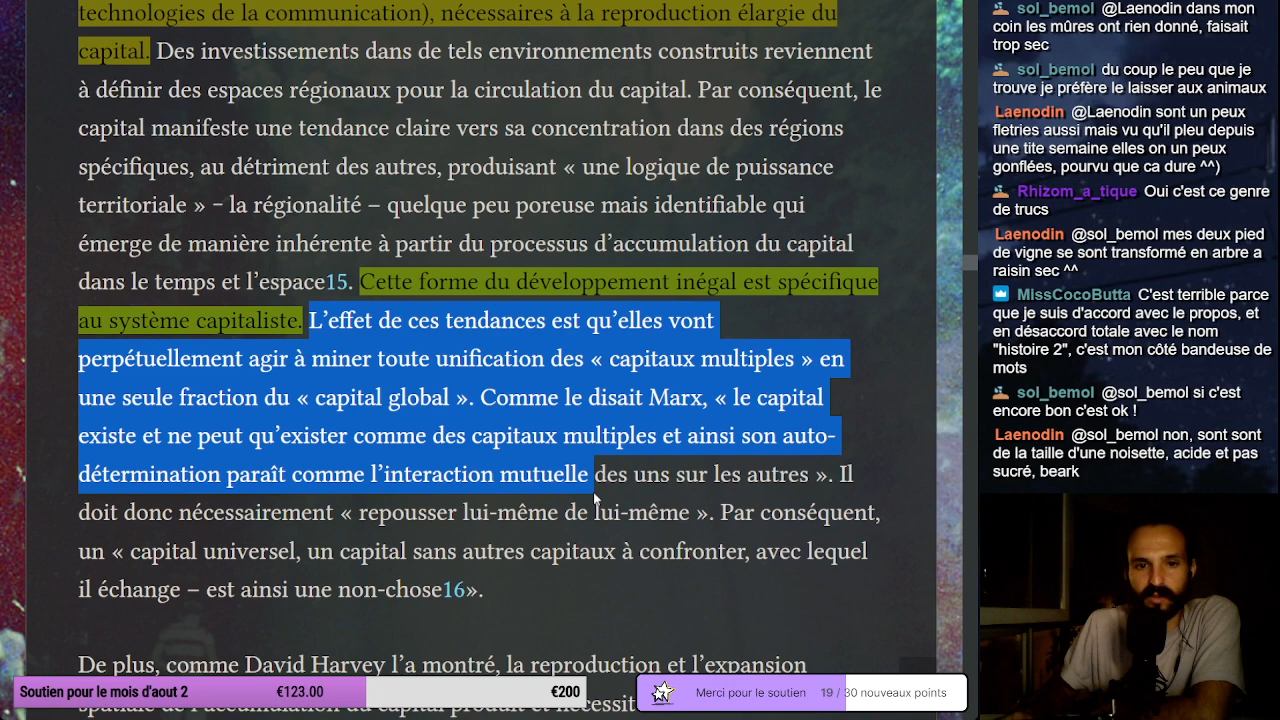 technologies de la communication), nécessaires à la reproduction élargie du
capital. Des investissements dans de tels environnements construits reviennent
à définir des espaces régionaux pour la circulation du capital. Par conséquent, le
capital manifeste une tendance claire vers sa concentration dans des régions
spécifiques, au détriment des autres, produisant « une logique de puissance
territoriale » – la régionalité – quelque peu poreuse mais identifiable qui
émerge de manière inhérente à partir du processus d’accumulation du capital
dans le temps et l’espace15. Cette forme du développement inégal est spécifique
au système capitaliste. L’effet de ces tendances est qu’elles vont
perpétuellement agir à miner toute unification des « capitaux multiples » en
une seule fraction du « capital global ». Comme le disait Marx, « le capital
existe et ne peut qu’exister comme des capitaux multiples et ainsi son auto-
détermination paraît comme l’interaction mutuelle des uns sur les autres ». Il
doit donc nécessairement « repousser lui-même de lui-même ». Par conséquent,
un « capital universel, un capital sans autres capitaux à confronter, avec lequel
il échange – est ainsi une non-chose16».
De plus, comme David Harvey l’a montré, la reproduction et l’expansion
Soutien pour le mois d'aout 2 €123.00 €200
Merci pour le soutien 19 / 30 nouveaux points
sol_bemol @Laenodin dans mon
coin les mûres ont rien donné, faisait
trop sec
sol_bemol du coup le peu que je
trouve je préfère le laisser aux animaux
Laenodin @Laenodin sont un peux
fletries aussi mais vu qu'il pleu depuis
une tite semaine elles on un peux
gonflées, pourvu que ca dure ^^)
Rhizom_a_tique Oui c'est ce genre
de trucs
Laenodin @sol_bemol mes deux pied
de vigne se sont transformé en arbre a
raisin sec ^^
MissCocoButta C'est terrible parce
que je suis d'accord avec le propos, et
en désaccord totale avec le nom
"histoire 2", c'est mon côté bandeuse de
mots
sol_bemol @sol_bemol si c'est
encore bon c'est ok !
Laenodin @sol_bemol non, sont sont
de la taille d'une noisette, acide et pas
sucré, beark